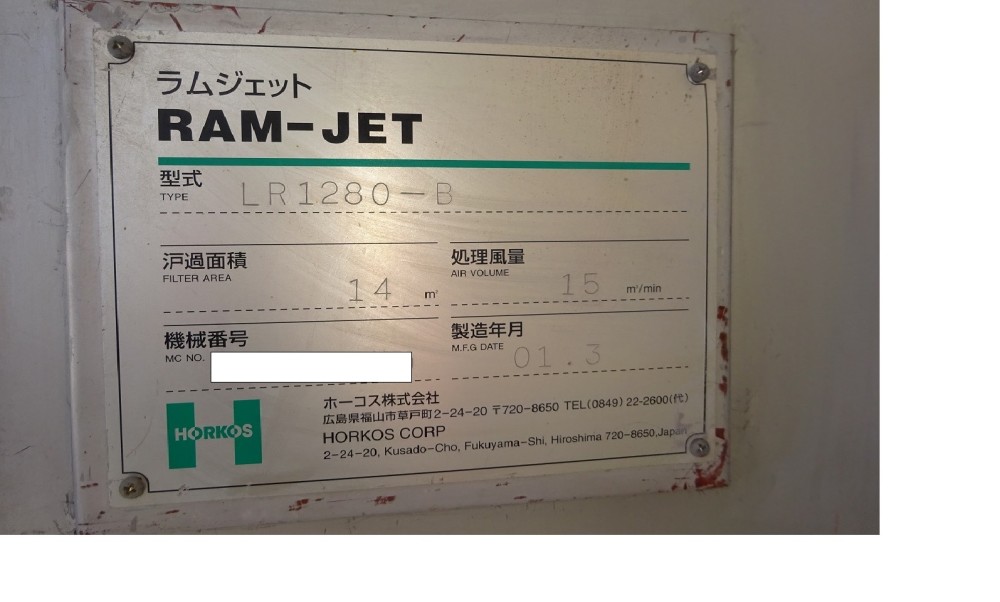 ラムジェット
RAM-JET
型式
TYPE LR1280-B
沪過面積
FILTER AREA 14 m²
処理風量
AIR VOLUME 15 m³/min
機械番号
MC NO.
製造年月
M.F.G DATE 01.3
HORKOS
ホーコス株式会社
広島県福山市草戸町2-24-20 〒720-8650 TEL(0849)22-2600(代)
HORKOS CORP
2-24-20, Kusado-Cho, Fukuyama-Shi, Hiroshima 720-8650,Japan